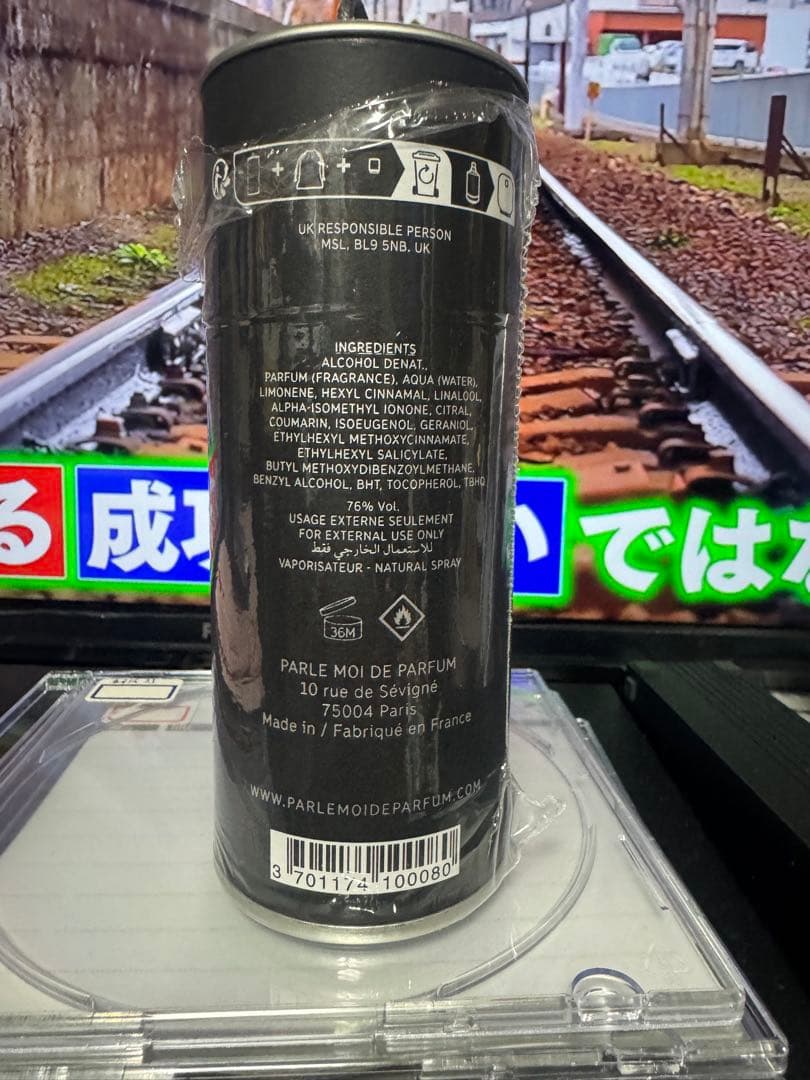 UK RESPONSIBLE PERSON
MSL, BL9 5NB. UK
INGREDIENTS
ALCOHOL DENAT.,
PARFUM (FRAGRANCE), AQUA (WATER),
LIMONENE, HEXYL CINNAMAL, LINALOOL,
ALPHA-ISOMETHYL IONONE, CITRAL,
COUMARIN, ISOEUGENOL, GERANIOL,
ETHYLHEXYL METHOXYCINNAMATE,
ETHYLHEXYL SALICYLATE,
BUTYL METHOXYDIBENZOYLMETHANE,
BENZYL ALCOHOL, BHT, TOCOPHEROL, TBHQ
76% Vol.
USAGE EXTERNE SEULEMENT
FOR EXTERNAL USE ONLY
للاستعمال الخارجي فقط
VAPORISATEUR - NATURAL SPRAY
36M
PARLE MOI DE PARFUM
10 rue de Sévigné
75004 Paris
Made in / Fabriqué en France
WWW.PARLEMOIDEPARFUM.COM
3 701174 100080
る 成 ではな